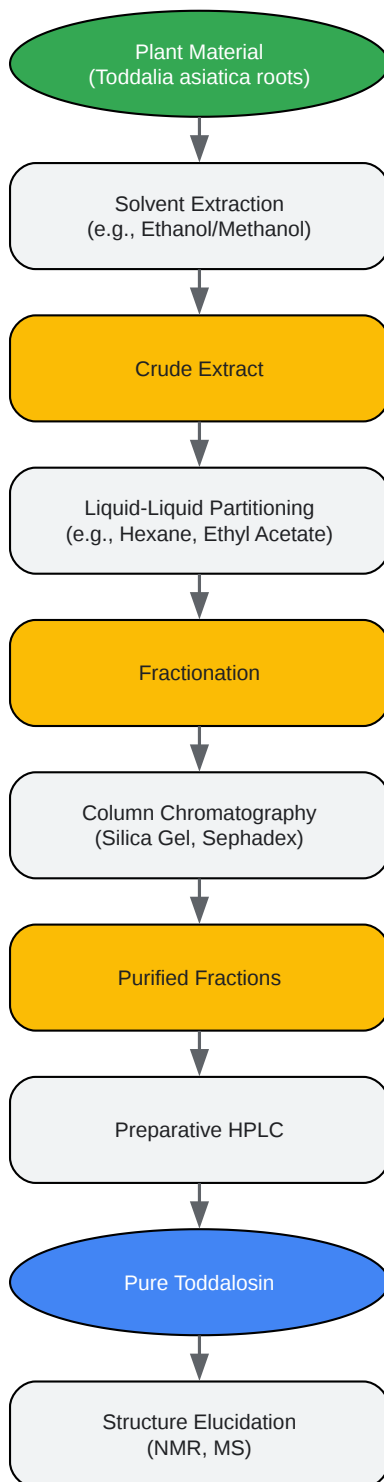 Plant Material
(Toddalia asiatica roots)
Solvent Extraction
(e.g., Ethanol/Methanol)
Crude Extract
Liquid-Liquid Partitioning
(e.g., Hexane, Ethyl Acetate)
Fractionation
Column Chromatography
(Silica Gel, Sephadex)
Purified Fractions
Preparative HPLC
Pure Toddalosin
Structure Elucidation
(NMR, MS)